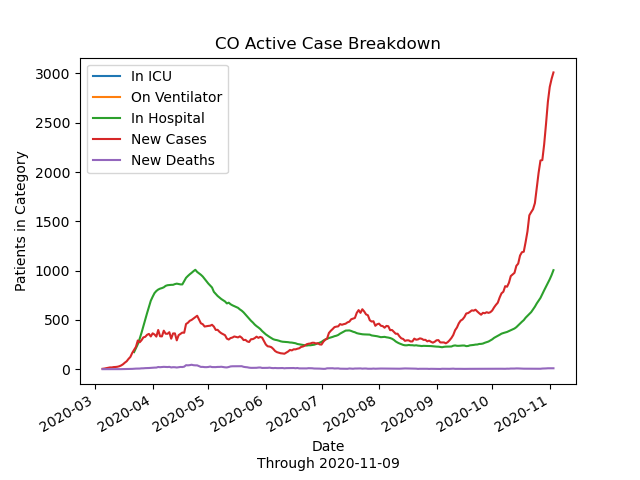 CO Active Case Breakdown
In ICU
On Ventilator
In Hospital
New Cases
New Deaths
Patients in Category
3000
2500
2000
1500
1000
500
0
2020-03
2020-04
2020-05
2020-06
2020-07
2020-08
2020-09
2020-10
2020-11
Date
Through 2020-11-09